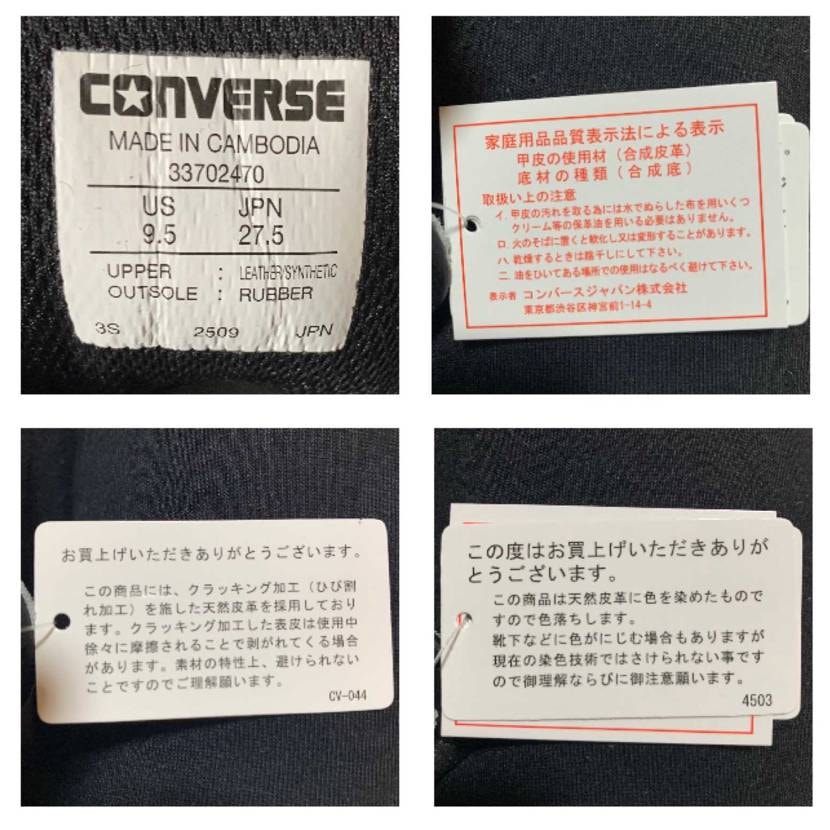 CONVERSE
MADE IN CAMBODIA
33702470
US JPN
9.5 27.5
UPPER : LEATHER/SYNTHETIC
OUTSOLE : RUBBER
3S 2509 JPN
家庭用品品質表示法による表示
甲皮の使用材（合成皮革）
底材の種類（合成底）
取扱い上の注意
イ. 甲皮の汚れを取る為には水でぬらした布を用いくつ
クリーム等の保革油を用いる必要はありません。
ロ. 火のそばに置くと軟化し又は変形することがあります。
ハ. 乾燥するときは陰干しにして下さい。
ニ. 油をひいてある場所での使用はなるべく避けて下さい。
表示者 コンバースジャパン株式会社
東京都渋谷区神宮前1-14-4
お買上げいただきありがとうございます。
この商品には、クラッキング加工（ひび割
れ加工）を施した天然皮革を採用しており
ます。クラッキング加工した表皮は使用中
徐々に摩擦されることで剥がれてくる場合
があります。素材の特性上、避けられない
ことですのでご理解願います。
CV-044
この度はお買上げいただきありが
とうございます。
この商品は天然皮革に色を染めたもので
すので色落ちします。
靴下などに色がにじむ場合もありますが
現在の染色技術ではさけられない事です
ので御理解ならびに御注意願います。
4503